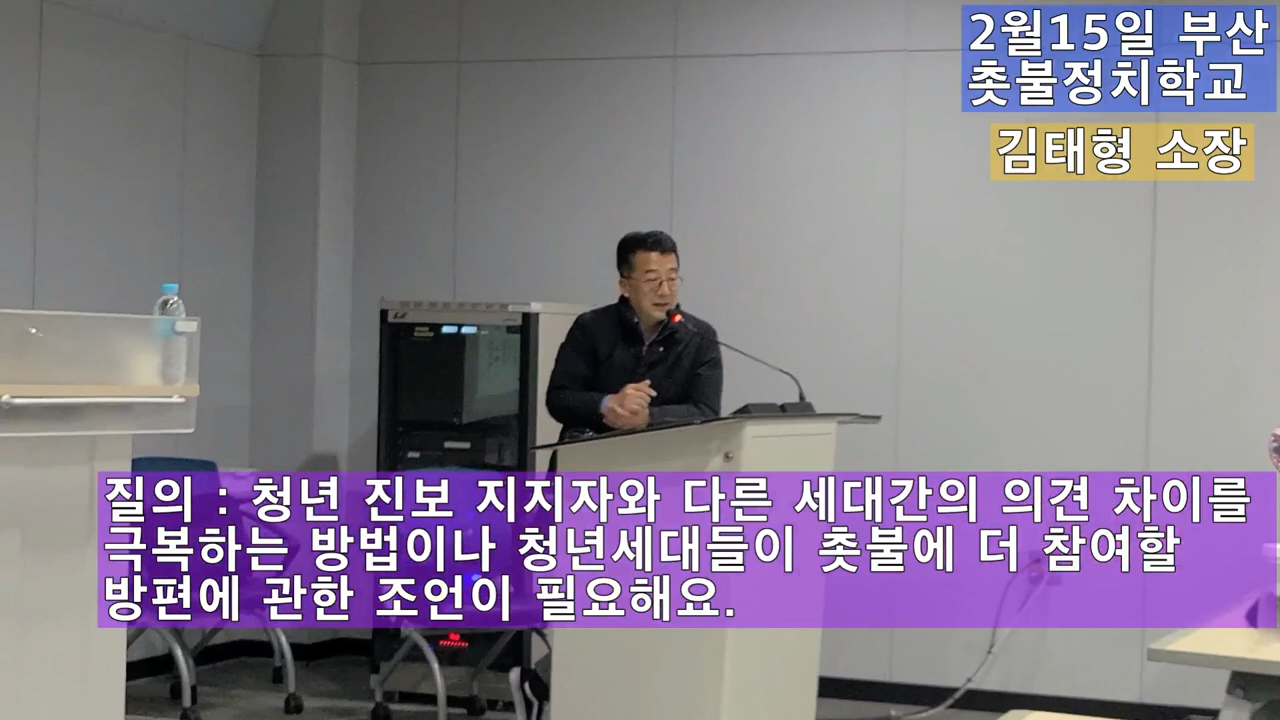 2월15일 부산
촛불정치학교
김태형 소장
질의 : 청년 진보 지지자와 다른 세대간의 의견 차이를
극복하는 방법이나 청년세대들이 촛불에 더 참여할
방편에 관한 조언이 필요해요.